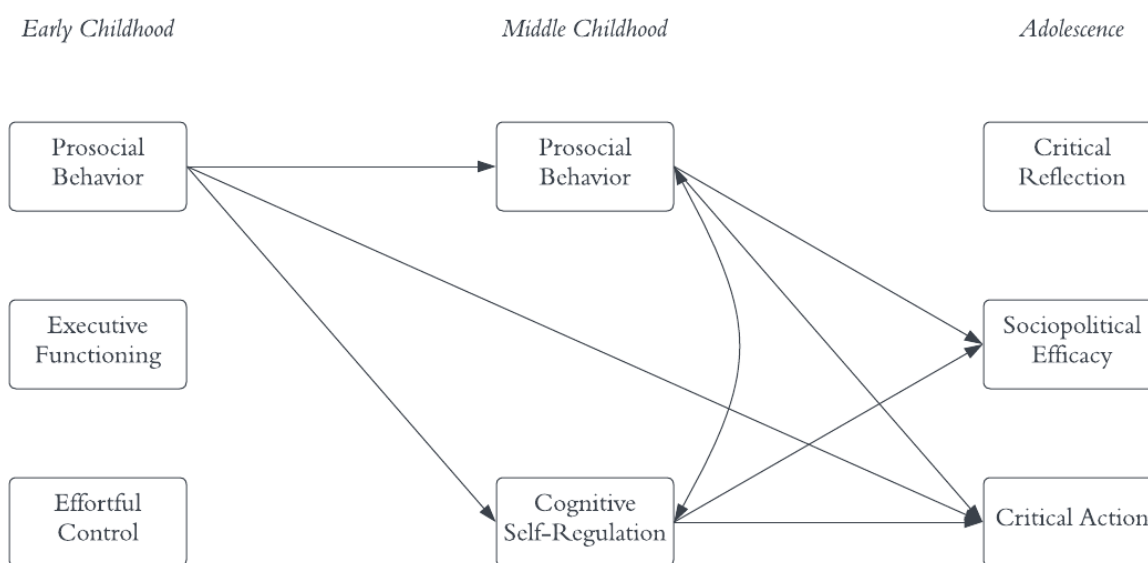 Early Childhood
Middle Childhood
Adolescence
Prosocial
Behavior
Prosocial
Behavior
Critical
Reflection
Executive
Functioning
Sociopolitical
Efficacy
Effortful
Control
Cognitive
Self-Regulation
Critical Action